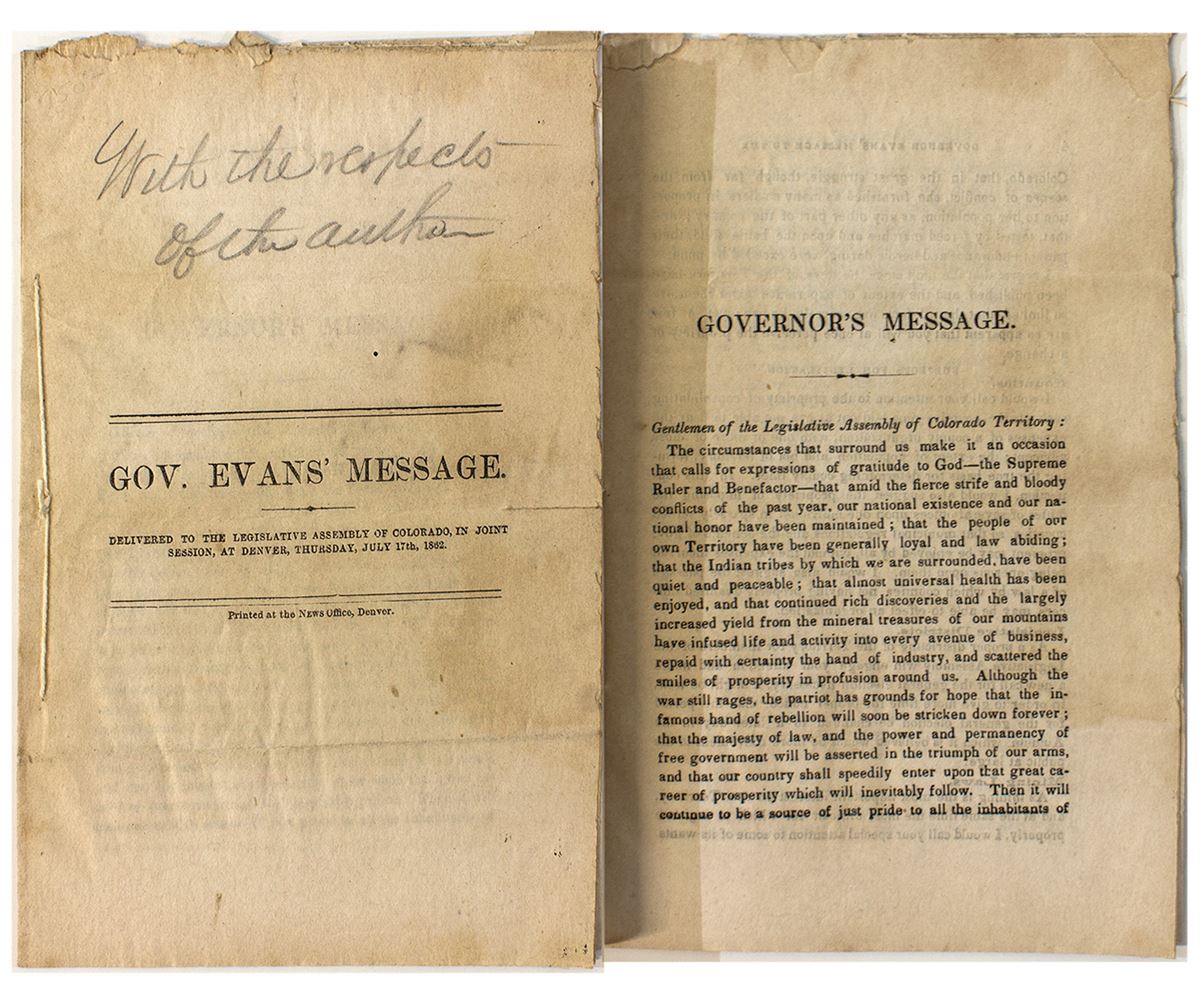 With the respects
Of the author
GOV. EVANS' MESSAGE.
DELIVERED TO THE LEGISLATIVE ASSEMBLY OF COLORADO, IN JOINT
SESSION, AT DENVER, THURSDAY, JULY 17th, 1862.
Printed at the NEWS Office, Denver.
GOVERNOR'S MESSAGE.
Gentlemen of the Legislative Assembly of Colorado Territory :
The circumstances that surround us make it an occasion
that calls for expressions of gratitude to God—the Supreme
Ruler and Benefactor—that amid the fierce strife and bloody
conflicts of the past year, our national existence and our na-
tional honor have been maintained ; that the people of our
own Territory have been generally loyal and law abiding ;
that the Indian tribes by which we are surrounded, have been
quiet and peaceable ; that almost universal health has been
enjoyed, and that continued rich discoveries and the largely
increased yield from the mineral treasures of our mountains
have infused life and activity into every avenue of business,
repaid with certainty the hand of industry, and scattered the
smiles of prosperity in profusion around us. Although the
war still rages, the patriot has grounds for hope that the in-
famous hand of rebellion will soon be stricken down forever ;
that the majesty of law, and the power and permanency of
free government will be asserted in the triumph of our arms,
and that our country shall speedily enter upon that great ca-
reer of prosperity which will inevitably follow. Then it will
continue to be a source of just pride to all the inhabitants of